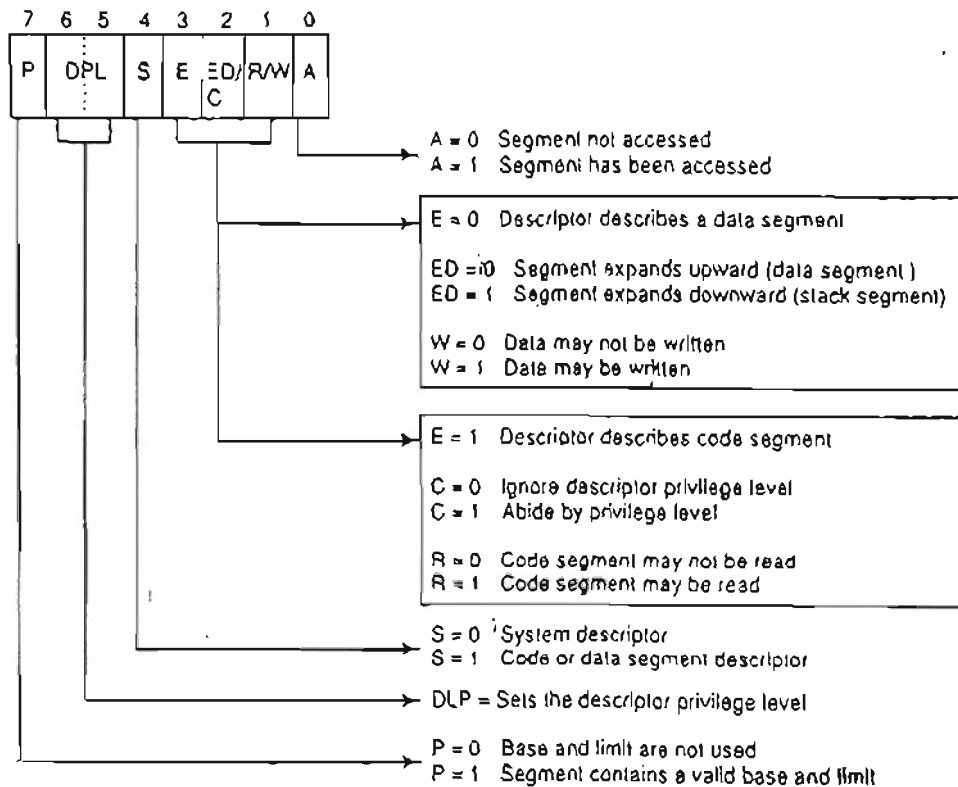 7 6 5 4 3 2 1 0
P DPL S E ED/ R/W A
C
A = 0 Segment not accessed
A = 1 Segment has been accessed
E = 0 Descriptor describes a data segment
ED = 0 Segment expands upward (data segment)
ED = 1 Segment expands downward (stack segment)
W = 0 Data may not be written
W = 1 Data may be written
E = 1 Descriptor describes code segment
C = 0 Ignore descriptor privilege level
C = 1 Abide by privilege level
R = 0 Code segment may not be read
R = 1 Code segment may be read
S = 0 System descriptor
S = 1 Code or data segment descriptor
DLP = Sets the descriptor privilege level
P = 0 Base and limit are not used
P = 1 Segment contains a valid base and limit